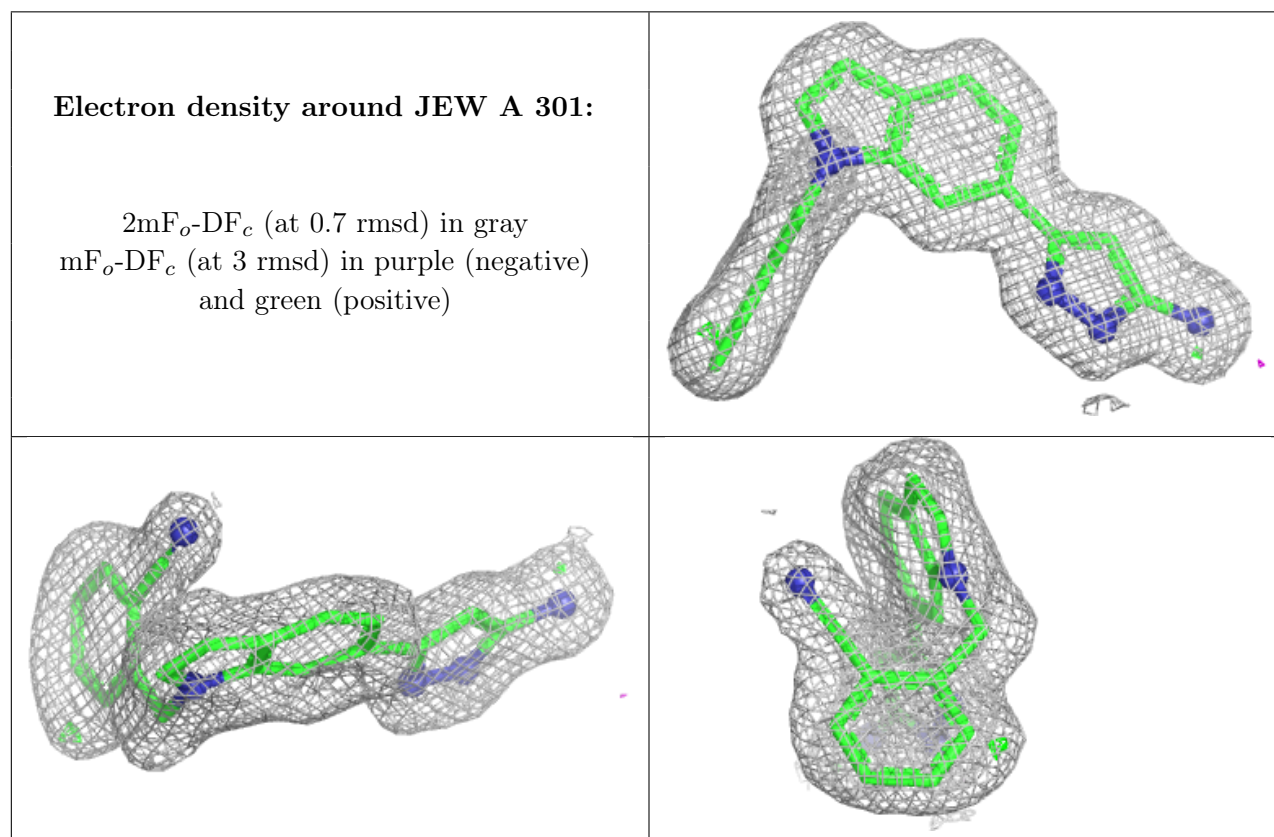 Electron density around JEW A 301:
2mFo-DFc (at 0.7 rmsd) in gray
mFo-DFc (at 3 rmsd) in purple (negative)
and green (positive)